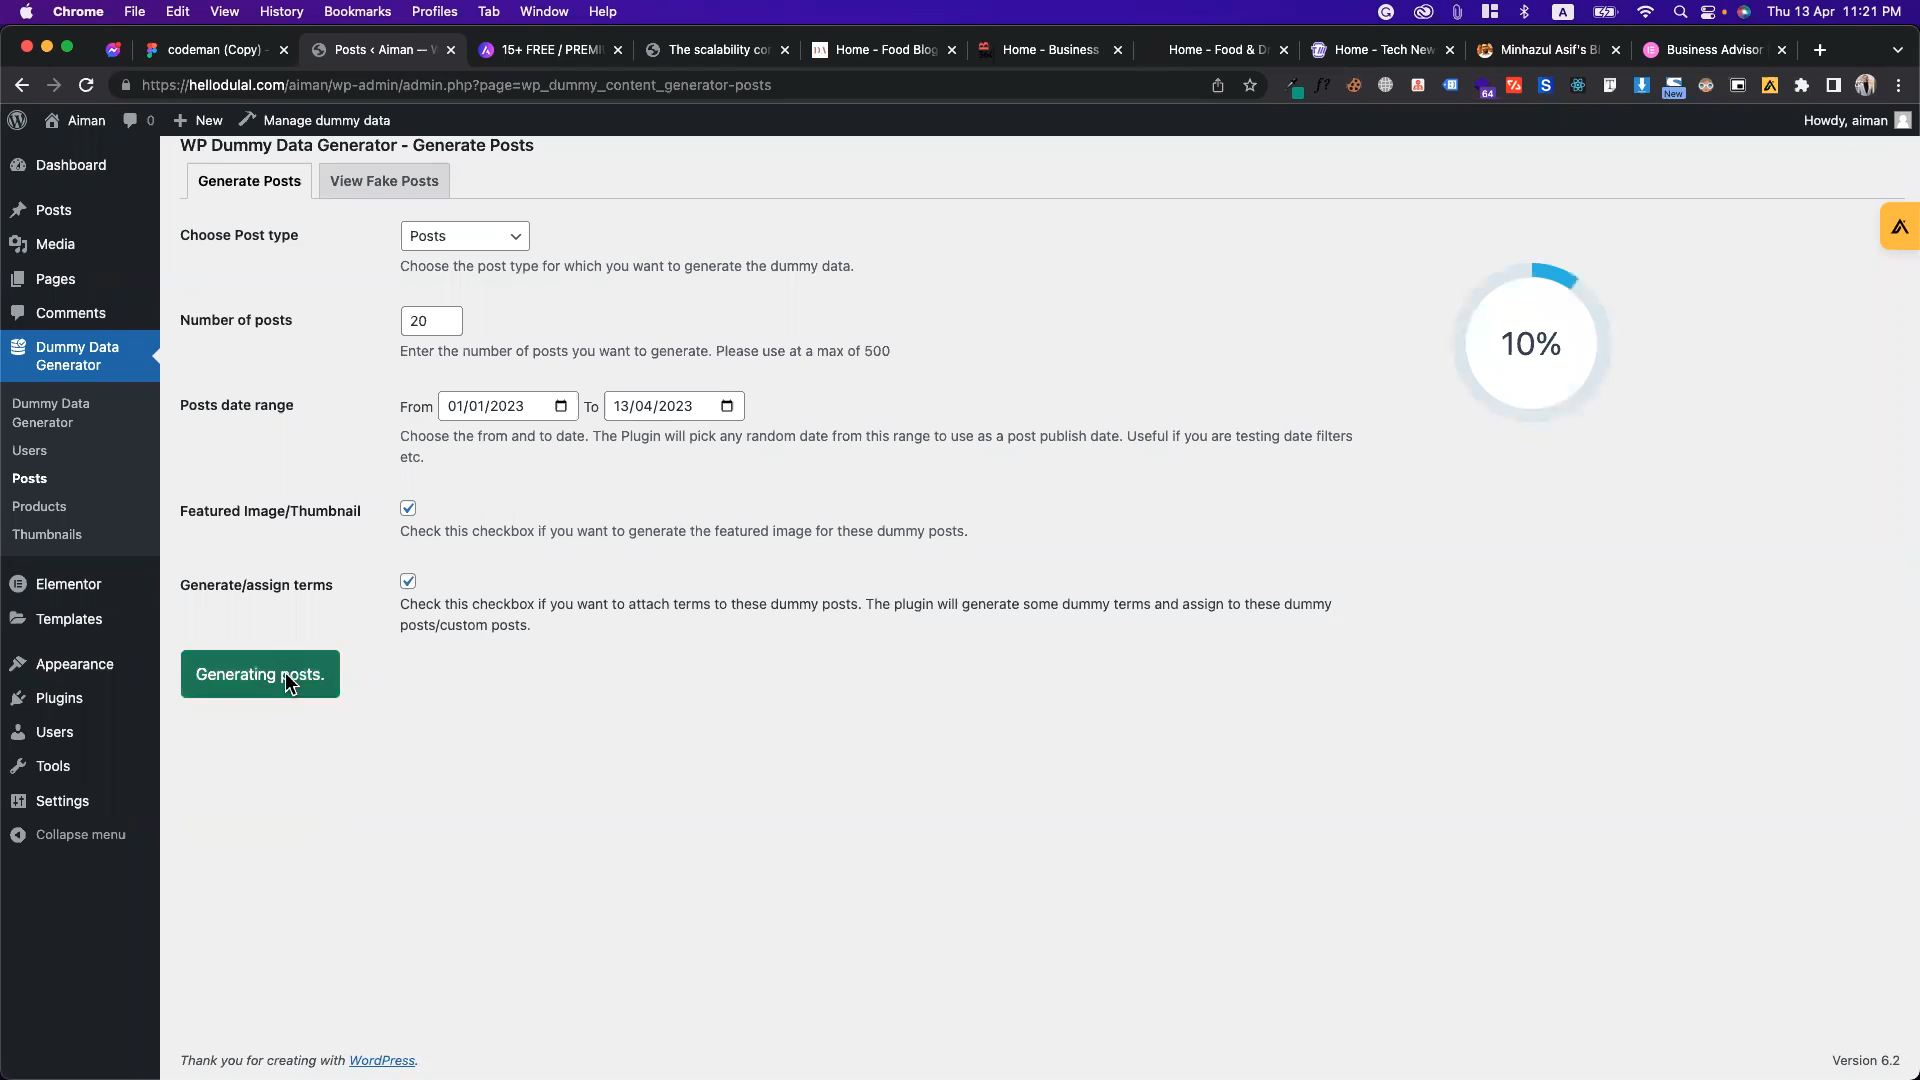 Chrome File Edit View History Bookmarks Profiles Tab Window Help A Thu 13 Apr 11:21 PM
codeman (Copy) - Posts ‹ Aiman — W 15+ FREE / PREMI The scalability co DA Home - Food Blog Home - Business Home - Food & D Home - Tech New Minhazul Asif's B Business Advisor
https://hellodulal.com/aiman/wp-admin/admin.php?page=wp_dummy_content_generator-posts f? 64 S T New
Aiman 0 New Manage dummy data Howdy, aiman
WP Dummy Data Generator - Generate Posts
Generate Posts View Fake Posts
Dashboard
Posts
Media
Pages
Comments
Dummy Data
Generator
Dummy Data
Generator
Users
Posts
Products
Thumbnails
Elementor
Templates
Appearance
Plugins
Users
Tools
Settings
Collapse menu
Choose Post type Posts
Choose the post type for which you want to generate the dummy data.
Number of posts 20
Enter the number of posts you want to generate. Please use at a max of 500
Posts date range From 01/01/2023 To 13/04/2023
Choose the from and to date. The Plugin will pick any random date from this range to use as a post publish date. Useful if you are testing date filters
etc.
Featured Image/Thumbnail
Check this checkbox if you want to generate the featured image for these dummy posts.
Generate/assign terms
Check this checkbox if you want to attach terms to these dummy posts. The plugin will generate some dummy terms and assign to these dummy
posts/custom posts.
Generating posts.
10%
Thank you for creating with WordPress.
Version 6.2